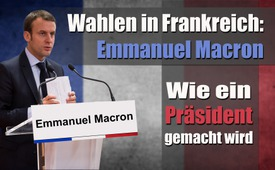 Wahlen in Frankreich:
Emmanuel Macron
Wie ein
Präsident
gemacht wird
Emmanuel Macron